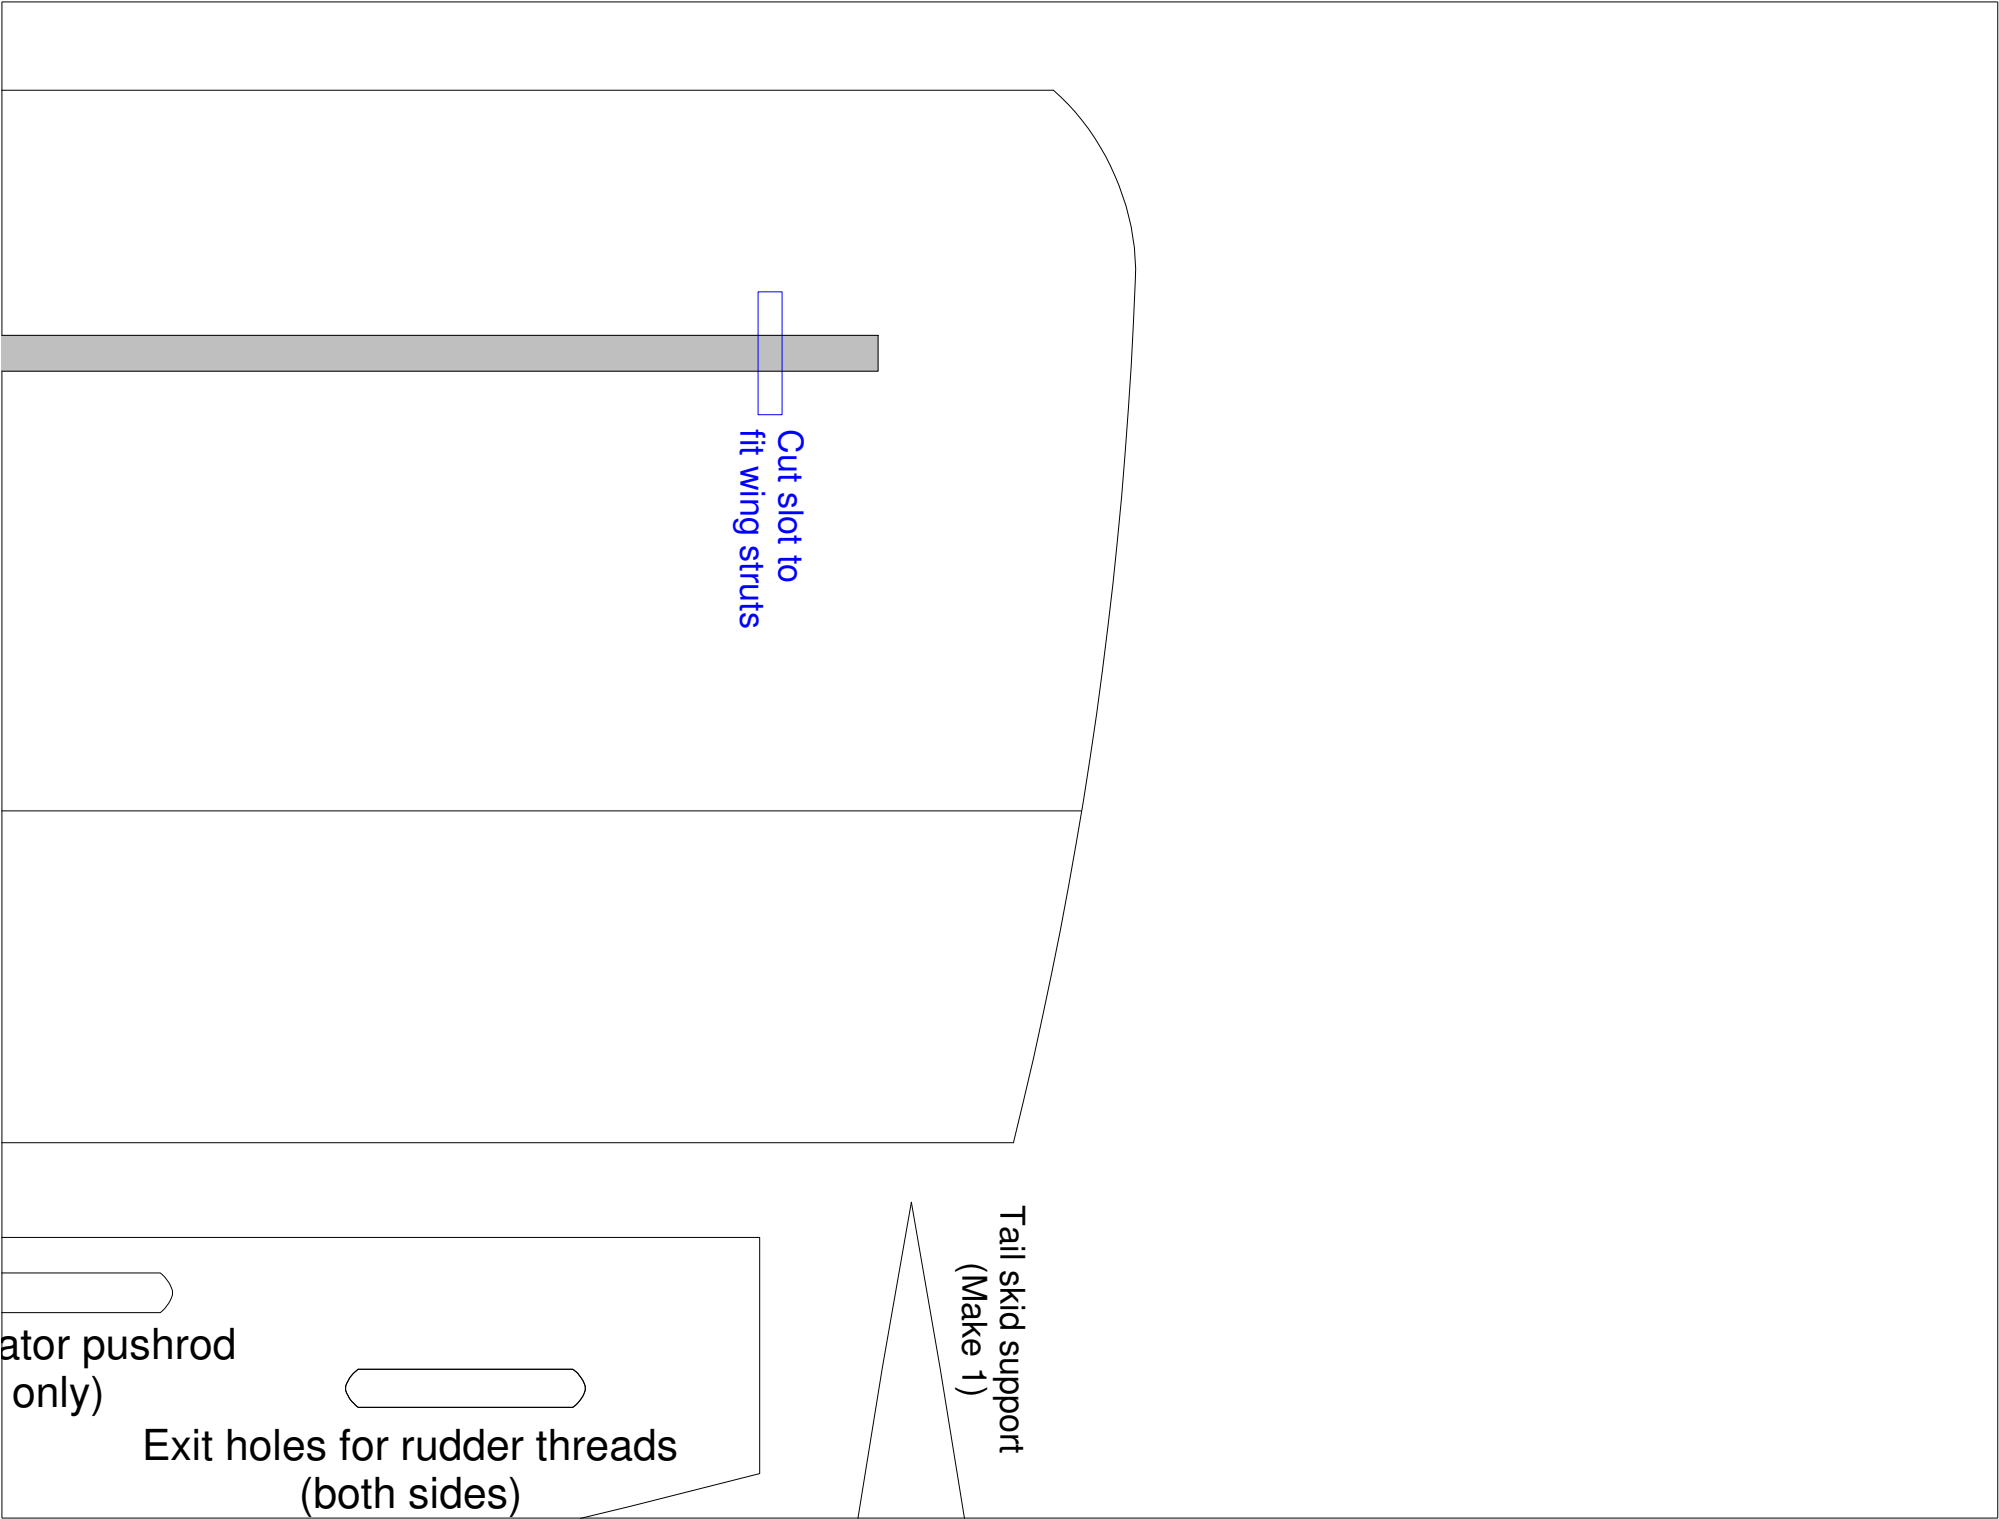 Cut slot to
fit wing struts
Tail skid support
(Make 1)
ator pushrod
only)
Exit holes for rudder threads
(both sides)